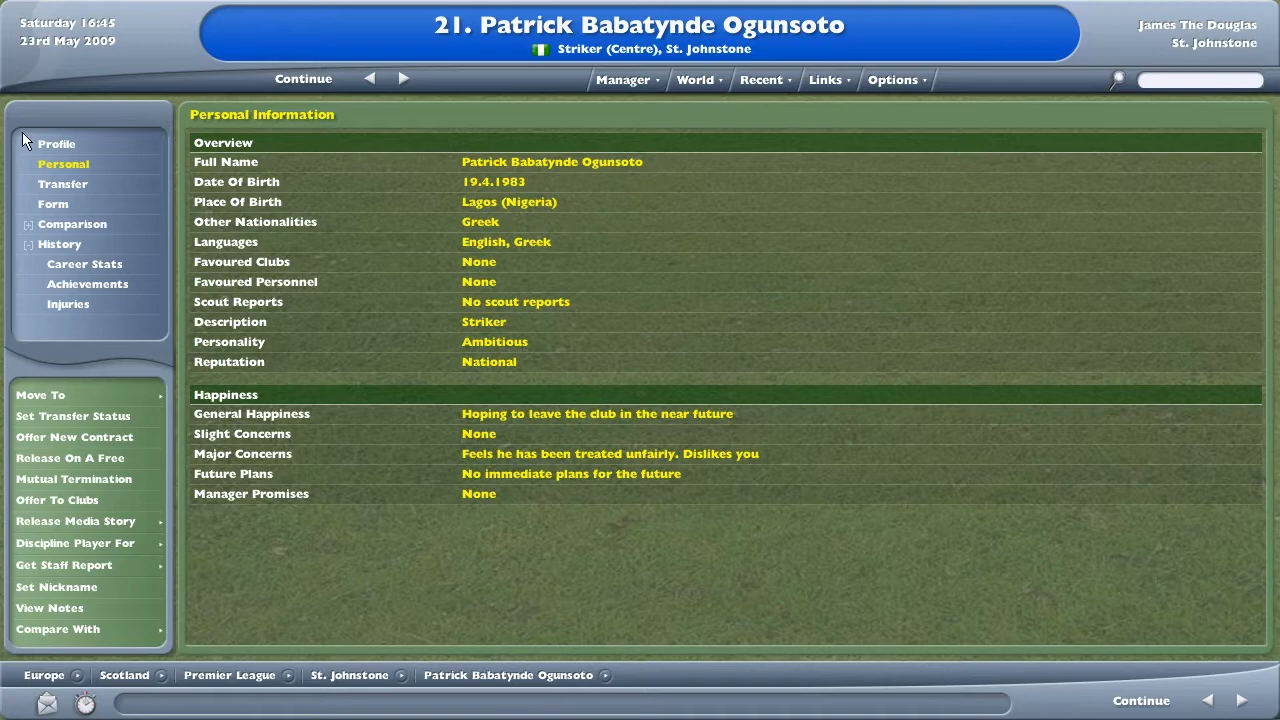 Saturday 16:45
23rd May 2009
21. Patrick Babatynde Ogunsoto
Striker (Centre), St. Johnstone
James The Douglas
St. Johnstone
Continue
Manager
World
Recent
Links
Options
Profile
Personal
Transfer
Form
Comparison
History
Career Stats
Achievements
Injuries
Move To
Set Transfer Status
Offer New Contract
Release On A Free
Mutual Termination
Offer To Clubs
Release Media Story
Discipline Player For
Get Staff Report
Set Nickname
View Notes
Compare With
Personal Information
Overview
Full Name Patrick Babatynde Ogunsoto
Date Of Birth 19.4.1983
Place Of Birth Lagos (Nigeria)
Other Nationalities Greek
Languages English, Greek
Favoured Clubs None
Favoured Personnel None
Scout Reports No scout reports
Description Striker
Personality Ambitious
Reputation National
Happiness
General Happiness Hoping to leave the club in the near future
Slight Concerns None
Major Concerns Feels he has been treated unfairly. Dislikes you
Future Plans No immediate plans for the future
Manager Promises None
Europe
Scotland
Premier League
St. Johnstone
Patrick Babatynde Ogunsoto
Continue